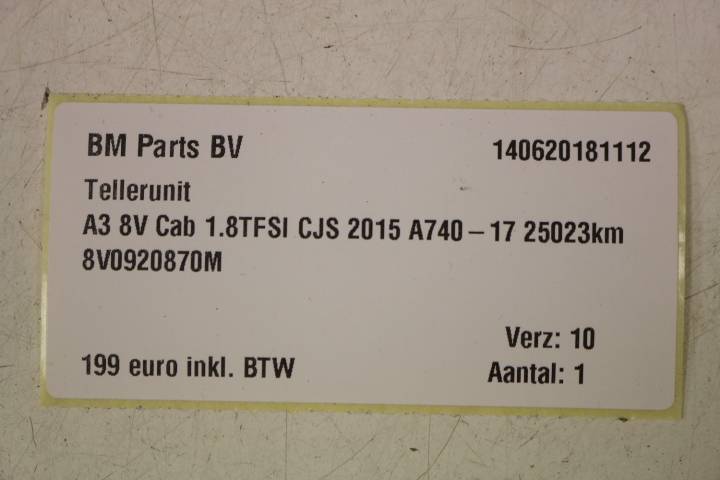 BM Parts BV 140620181112
Tellerunit
A3 8V Cab 1.8TFSI CJS 2015 A740 – 17 25023km
8V0920870M
Verz: 10
199 euro inkl. BTW Aantal: 1